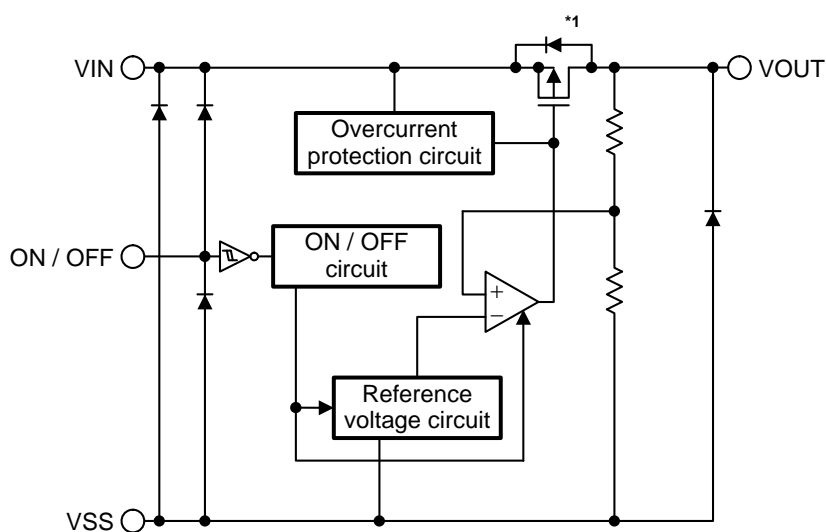 *1
VIN
VOUT
Overcurrent
protection circuit
ON / OFF
ON / OFF
circuit
+
−
Reference
voltage circuit
VSS